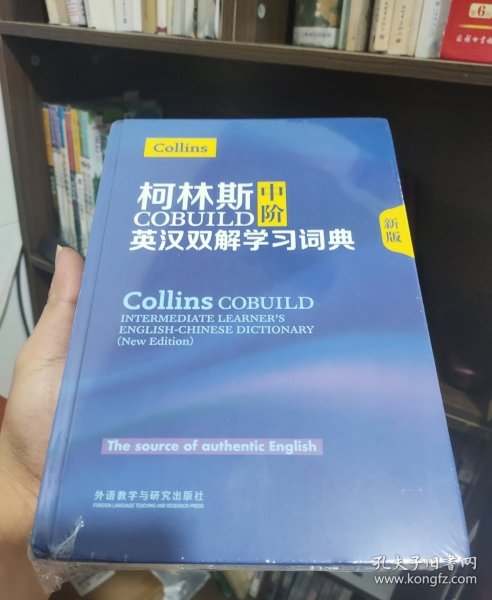 Collins
柯林斯
COBUILD
中阶
英汉双解学习词典
新版
Collins COBUILD
INTERMEDIATE LEARNER'S
ENGLISH-CHINESE DICTIONARY
(New Edition)
The source of authentic English
外语教学与研究出版社
FOREIGN LANGUAGE TEACHING AND RESEARCH PRESS
孔夫子旧书网
www.kongfz.com